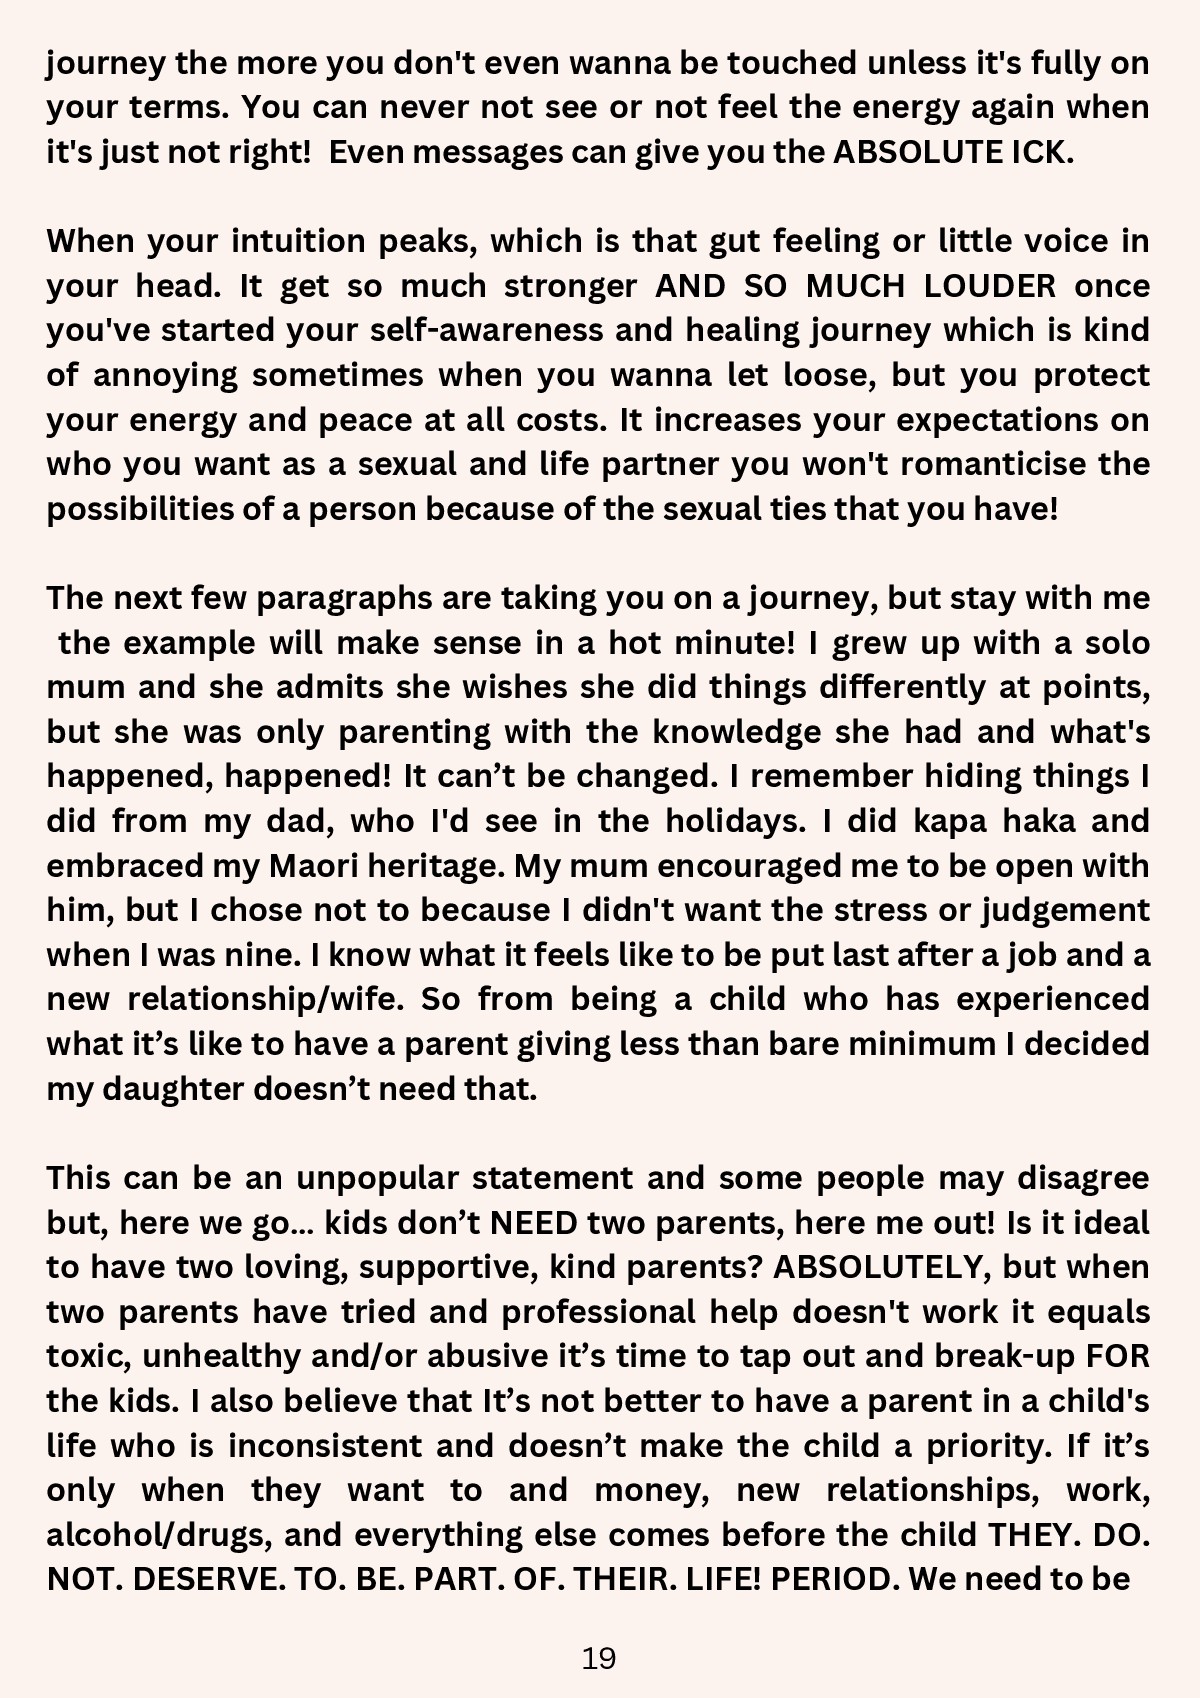 journey the more you don't even wanna be touched unless it's fully on
your terms. You can never not see or not feel the energy again when
it's just not right!  Even messages can give you the ABSOLUTE ICK.
When your intuition peaks, which is that gut feeling or little voice in
your head. It get so much stronger AND SO MUCH LOUDER once
you've started your self-awareness and healing journey which is kind
of annoying sometimes when you wanna let loose, but you protect
your energy and peace at all costs. It increases your expectations on
who you want as a sexual and life partner you won't romanticise the
possibilities of a person because of the sexual ties that you have!
The next few paragraphs are taking you on a journey, but stay with me
the example will make sense in a hot minute! I grew up with a solo
mum and she admits she wishes she did things differently at points,
but she was only parenting with the knowledge she had and what's
happened, happened! It can’t be changed. I remember hiding things I
did from my dad, who I'd see in the holidays. I did kapa haka and
embraced my Maori heritage. My mum encouraged me to be open with
him, but I chose not to because I didn't want the stress or judgement
when I was nine. I know what it feels like to be put last after a job and a
new relationship/wife. So from being a child who has experienced
what it’s like to have a parent giving less than bare minimum I decided
my daughter doesn’t need that.
This can be an unpopular statement and some people may disagree
but, here we go... kids don’t NEED two parents, here me out! Is it ideal
to have two loving, supportive, kind parents? ABSOLUTELY, but when
two parents have tried and professional help doesn't work it equals
toxic, unhealthy and/or abusive it’s time to tap out and break-up FOR
the kids. I also believe that It’s not better to have a parent in a child's
life who is inconsistent and doesn’t make the child a priority. If it’s
only when they want to and money, new relationships, work,
alcohol/drugs, and everything else comes before the child THEY. DO.
NOT. DESERVE. TO. BE. PART. OF. THEIR. LIFE! PERIOD. We need to be
19